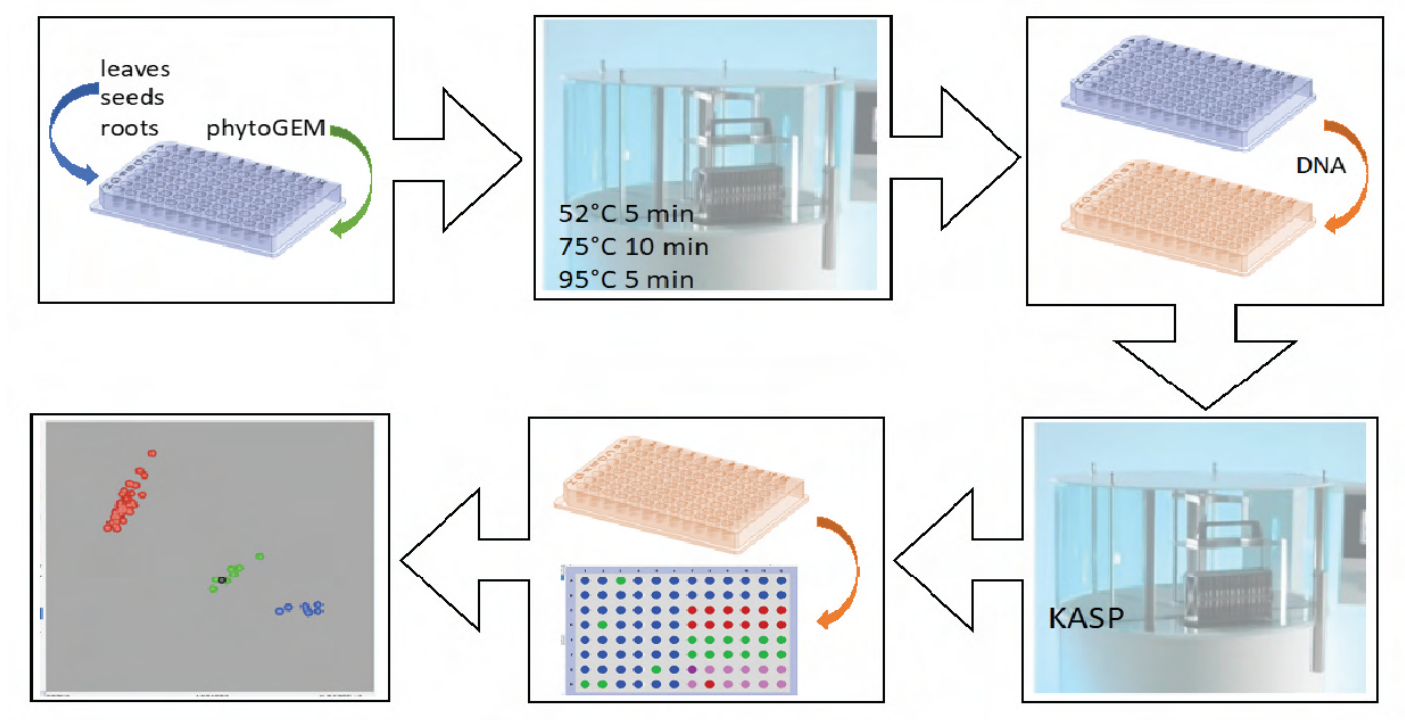 leaves
seeds
roots
phytoGEM
52°C 5 min
75°C 10 min
95°C 5 min
DNA
KASP